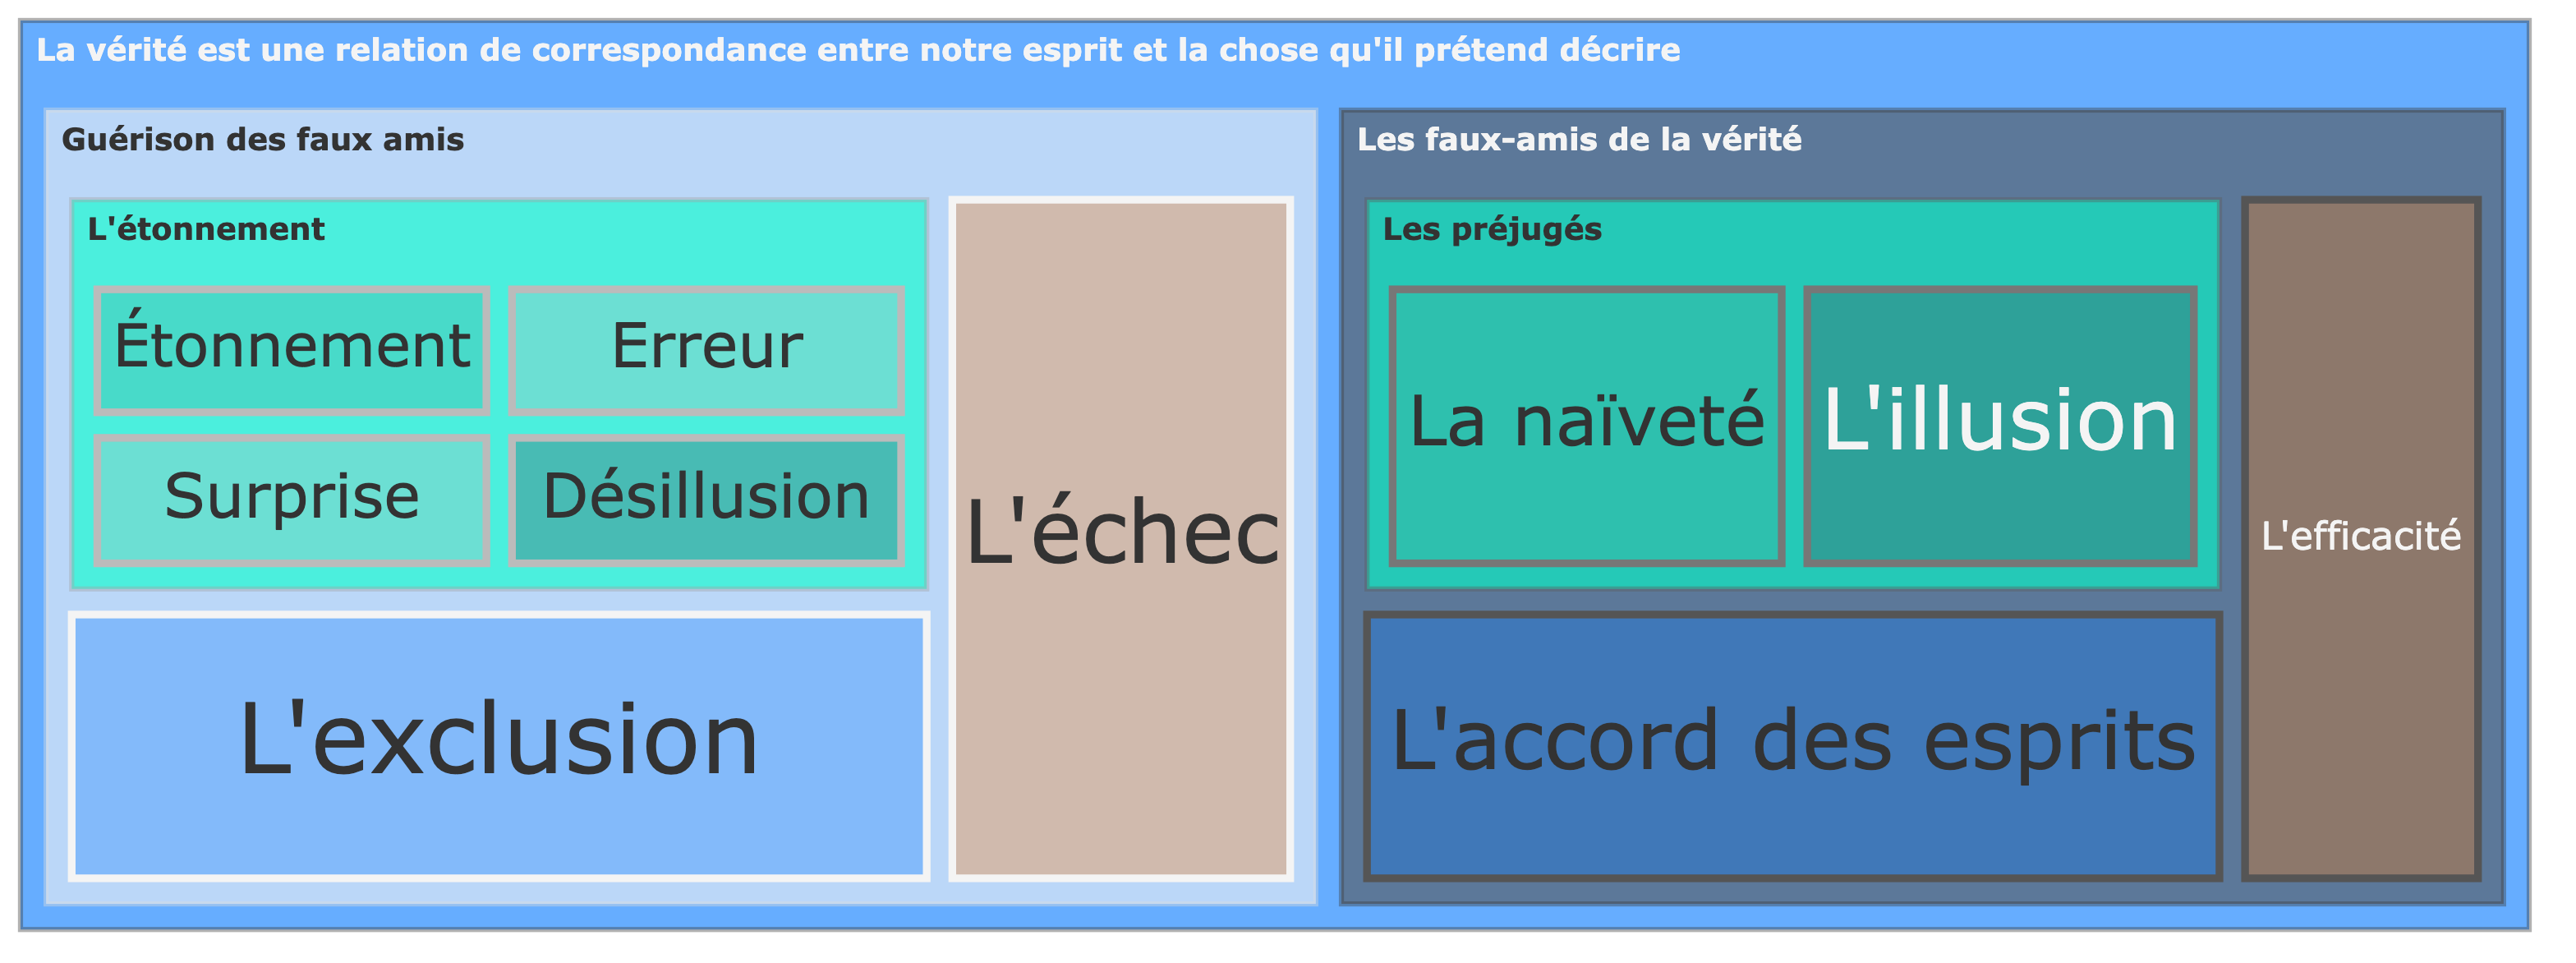 La vérité est une relation de correspondance entre notre esprit et la chose qu'il prétend décrire
Guérison des faux amis
L'étonnement
Étonnement
Erreur
Surprise
Désillusion
L'échec
L'exclusion
Les faux-amis de la vérité
Les préjugés
La naïveté
L'illusion
L'efficacité
L'accord des esprits